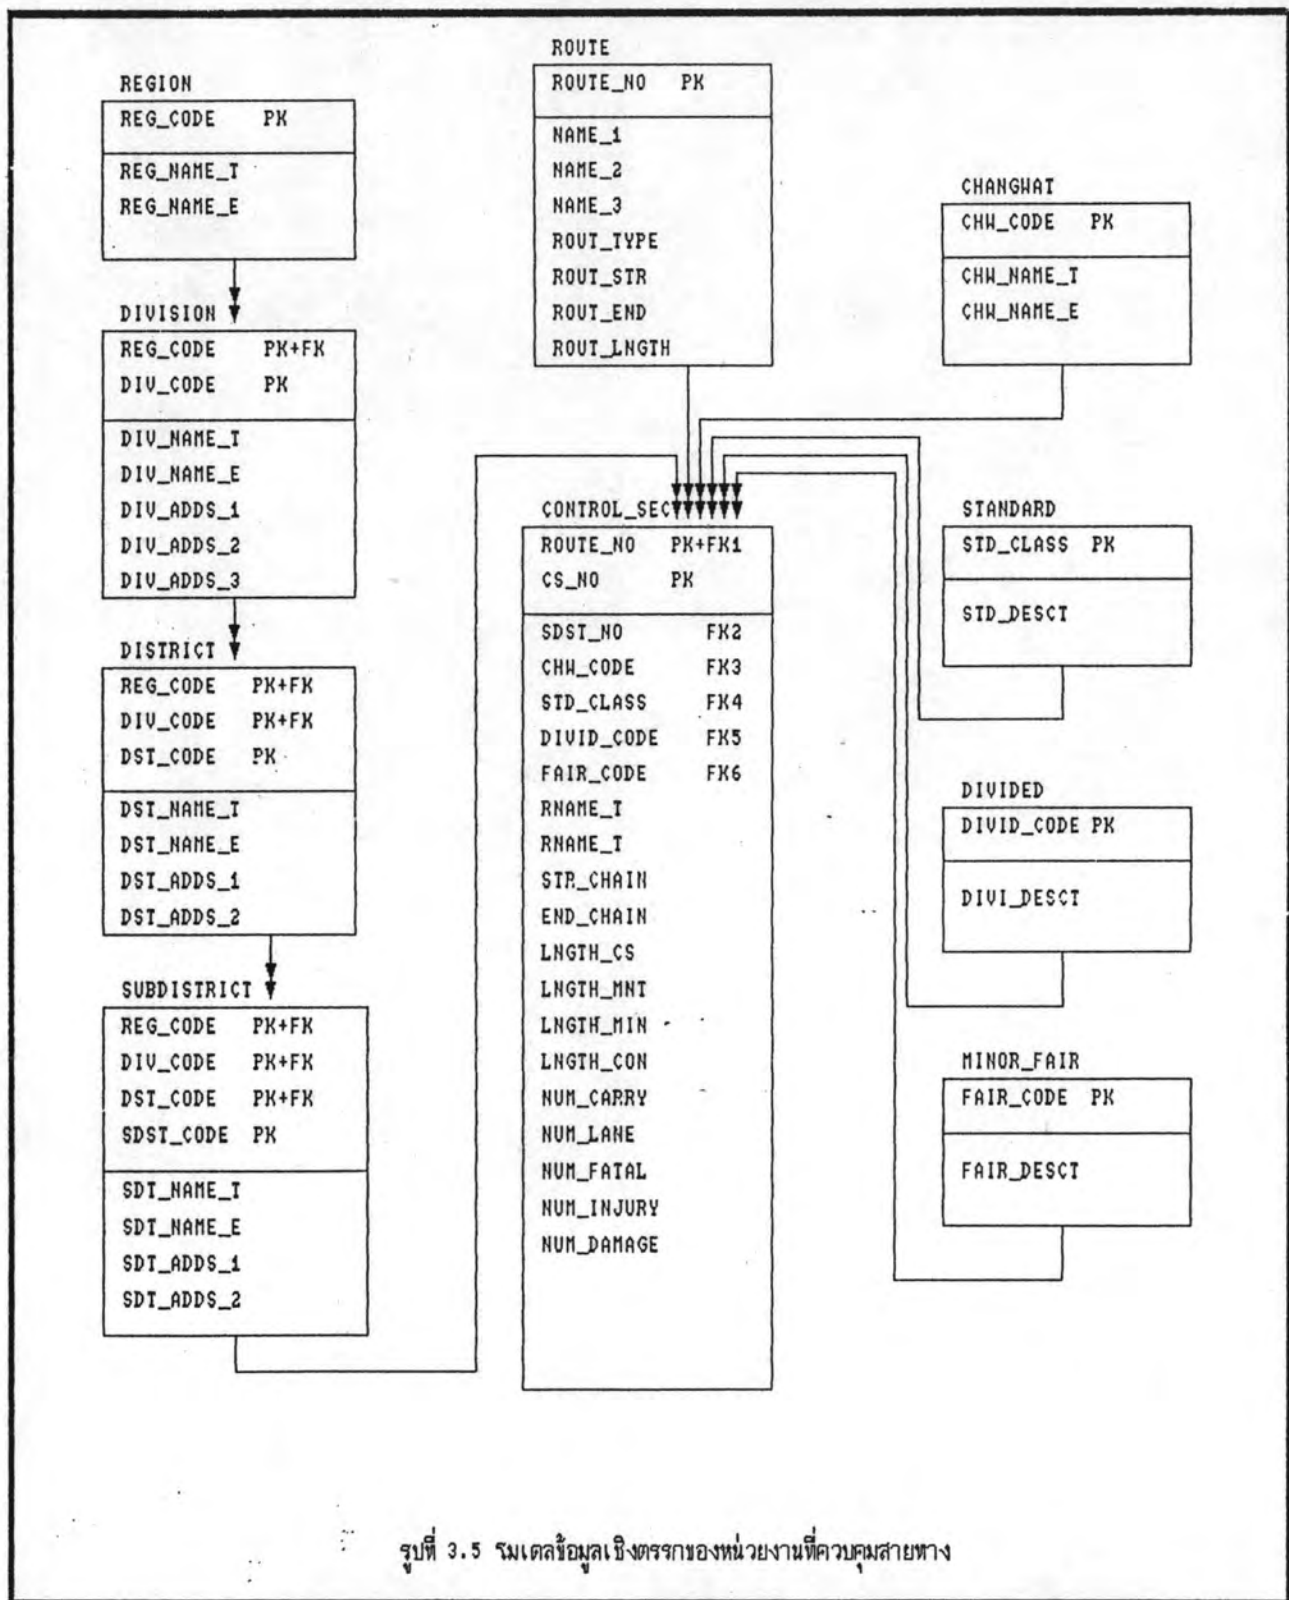 REGION
REG_CODE PK
REG_NAME_T
REG_NAME_E
DIVISION
REG_CODE PK+FK
DIV_CODE PK
DIV_NAME_T
DIV_NAME_E
DIV_ADDS_1
DIV_ADDS_2
DIV_ADDS_3
DISTRICT
REG_CODE PK+FK
DIV_CODE PK+FK
DST_CODE PK
DST_NAME_T
DST_NAME_E
DST_ADDS_1
DST_ADDS_2
SUBDISTRICT
REG_CODE PK+FK
DIV_CODE PK+FK
DST_CODE PK+FK
SDST_CODE PK
SDT_NAME_T
SDT_NAME_E
SDT_ADDS_1
SDT_ADDS_2
ROUTE
ROUTE_NO PK
NAME_1
NAME_2
NAME_3
ROUT_TYPE
ROUT_STR
ROUT_END
ROUT_LNGTH
CONTROL_SEC
ROUTE_NO PK+FK1
CS_NO PK
SDST_NO FK2
CHW_CODE FK3
STD_CLASS FK4
DIVID_CODE FK5
FAIR_CODE FK6
RNAME_T
RNAME_T
STR_CHAIN
END_CHAIN
LNGTH_CS
LNGTH_MNT
LNGTH_MIN
LNGTH_CON
NUM_CARRY
NUM_LANE
NUM_FATAL
NUM_INJURY
NUM_DAMAGE
CHANGWAT
CHW_CODE PK
CHW_NAME_T
CHW_NAME_E
STANDARD
STD_CLASS PK
STD_DESCT
DIVIDED
DIVID_CODE PK
DIVI_DESCT
MINOR_FAIR
FAIR_CODE PK
FAIR_DESCT
รูปที่ 3.5 โมเดลข้อมูลเชิงตรรกของหน่วยงานที่ควบคุมสายทาง